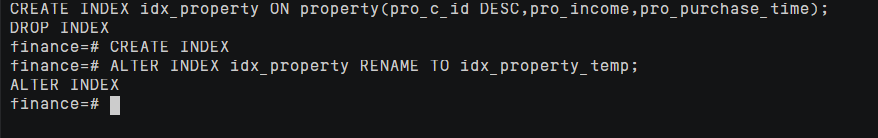 CREATE INDEX idx_property ON property(pro_c_id DESC,pro_income,pro_purchase_time);
DROP INDEX
finance=# CREATE INDEX
finance=# ALTER INDEX idx_property RENAME TO idx_property_temp;
ALTER INDEX
finance=#